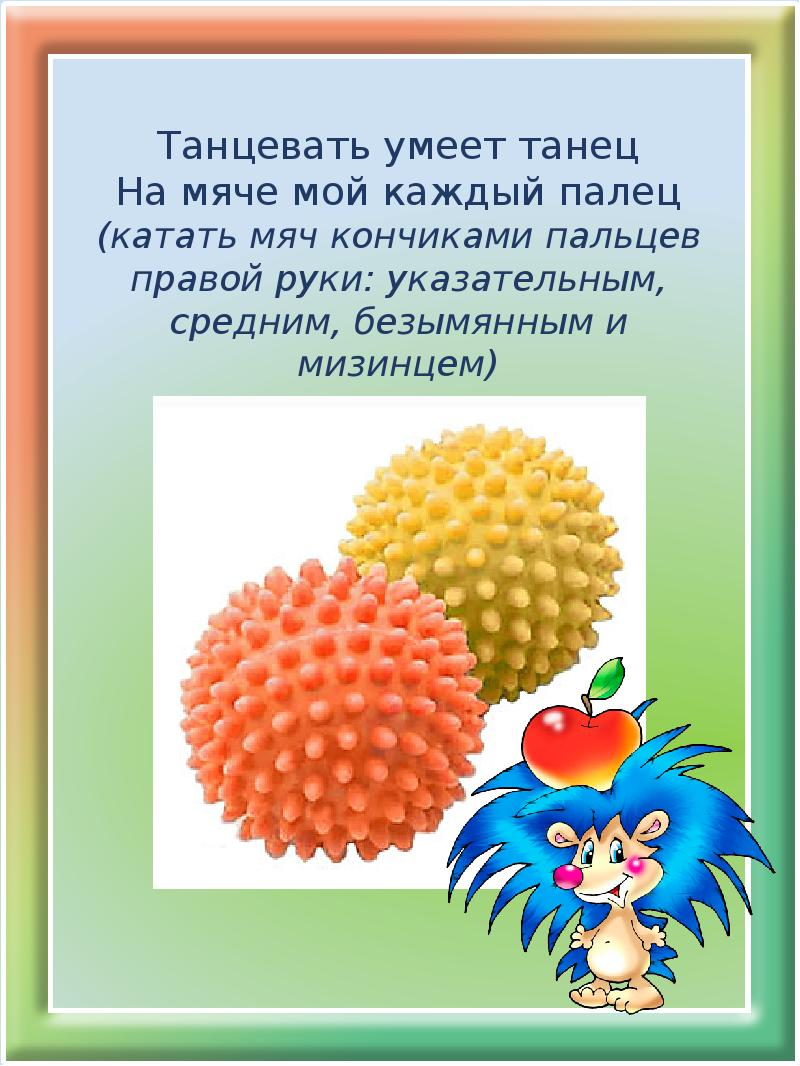 Танцевать умеет танец
На мяче мой каждый палец
(катать мяч кончиками пальцев
правой руки: указательным,
средним, безымянным и
мизинцем)